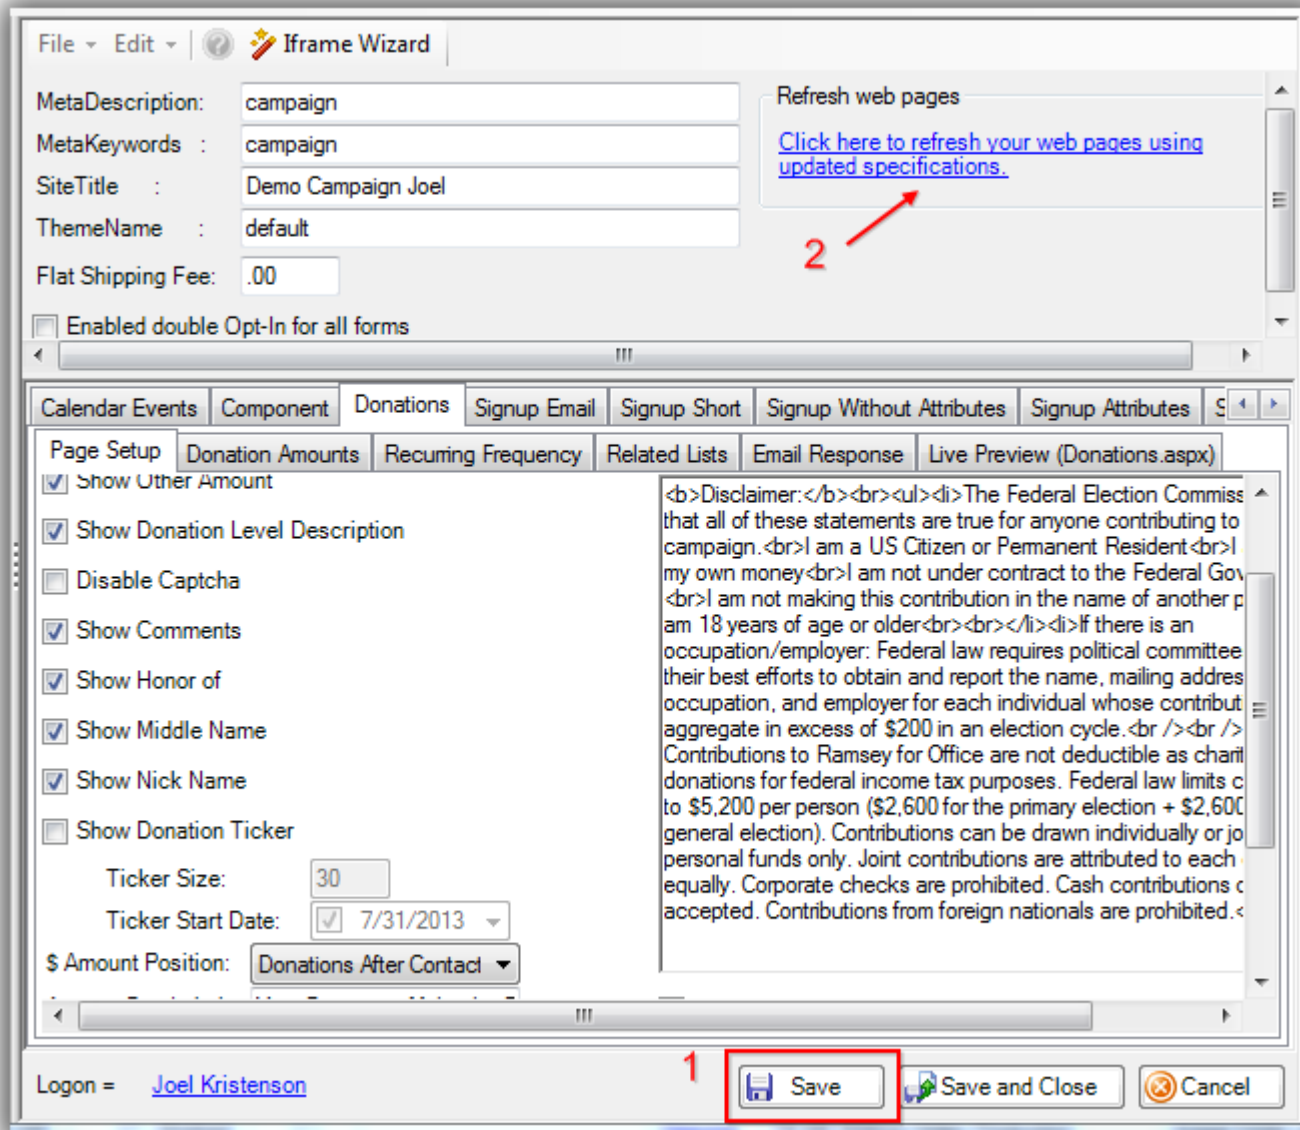 File Edit Iframe Wizard
MetaDescription: campaign
MetaKeywords : campaign
SiteTitle : Demo Campaign Joel
ThemeName : default
Flat Shipping Fee: .00
Enabled double Opt-In for all forms
Refresh web pages
Click here to refresh your web pages using
updated specifications.
2
Calendar Events Component Donations Signup Email Signup Short Signup Without Attributes Signup Attributes S
Page Setup Donation Amounts Recurring Frequency Related Lists Email Response Live Preview (Donations.aspx)
Show Other Amount
Show Donation Level Description
Disable Captcha
Show Comments
Show Honor of
Show Middle Name
Show Nick Name
Show Donation Ticker
Ticker Size: 30
Ticker Start Date: 7/31/2013
$ Amount Position: Donations After Contact
<b>Disclaimer:</b><br><ul><li>The Federal Election Commiss
that all of these statements are true for anyone contributing to
campaign.<br>I am a US Citizen or Permanent Resident<br>I
my own money<br>I am not under contract to the Federal Gov
<br>I am not making this contribution in the name of another p
am 18 years of age or older<br><br></li><li>If there is an
occupation/employer: Federal law requires political committee
their best efforts to obtain and report the name, mailing addres
occupation, and employer for each individual whose contribut
aggregate in excess of $200 in an election cycle.<br /><br />
Contributions to Ramsey for Office are not deductible as charit
donations for federal income tax purposes. Federal law limits c
to $5,200 per person ($2,600 for the primary election + $2,600
general election). Contributions can be drawn individually or jo
personal funds only. Joint contributions are attributed to each
equally. Corporate checks are prohibited. Cash contributions c
accepted. Contributions from foreign nationals are prohibited.<
1
Logon = Joel Kristenson Save Save and Close Cancel